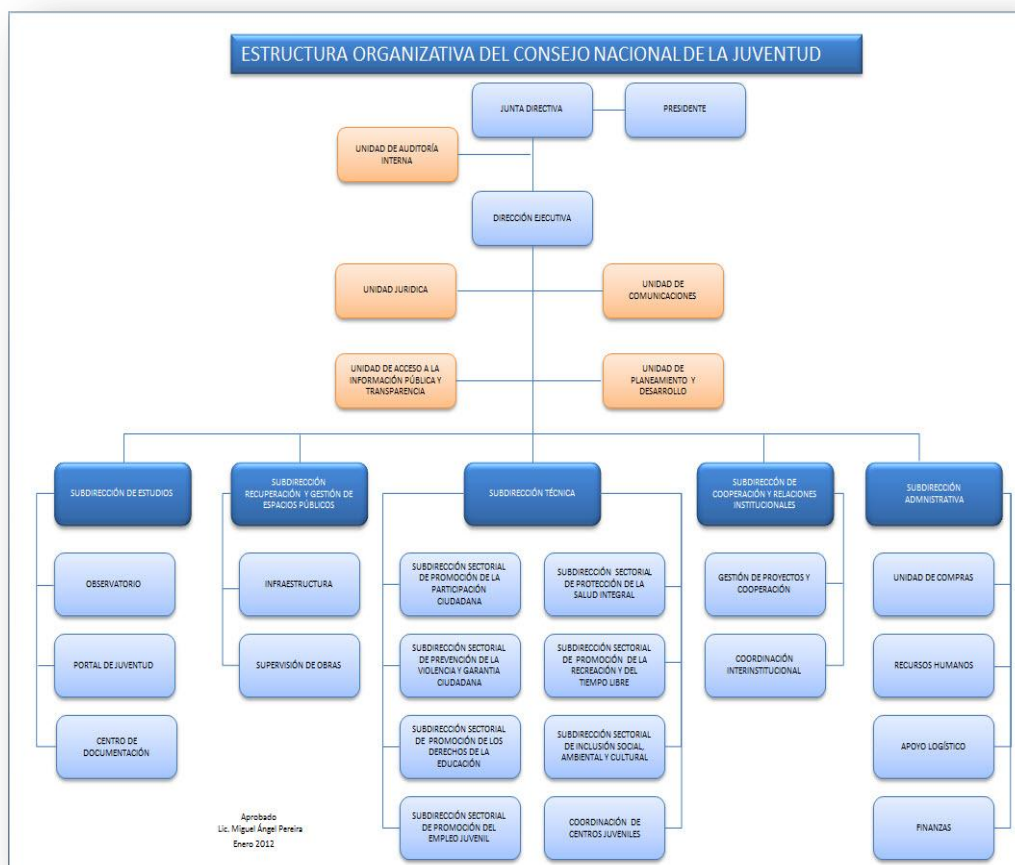 ESTRUCTURA ORGANIZATIVA DEL CONSEJO NACIONAL DE LA JUVENTUD
JUNTA DIRECTIVA
PRESIDENTE
UNIDAD DE AUDITORÍA
INTERNA
DIRECCIÓN EJECUTIVA
UNIDAD JURIDICA
UNIDAD DE
COMUNICACIONES
UNIDAD DE ACCESO A LA
INFORMACIÓN PÚBLICA Y
TRANSPARENCIA
UNIDAD DE
PLANEAMIENTO Y
DESARROLLO
SUBDIRECCIÓN DE ESTUDIOS
SUBDIRECCIÓN
RECUPERACIÓN Y GESTIÓN DE
ESPACIOS PÚBLICOS
SUBDIRECCIÓN TÉCNICA
SUBDIRECCÓN DE
COOPERACIÓN Y RELACIONES
INSTITUCIONALES
SUBDIRECCIÓN
ADMNISTRATIVA
OBSERVATORIO
PORTAL DE JUVENTUD
CENTRO DE
DOCUMENTACIÓN
INFRAESTRUCTURA
SUPERVISIÓN DE OBRAS
SUBDIRECCIÓN SECTORIAL
DE PROMOCIÓN DE LA
PARTICIPACIÓN
CIUDADANA
SUBDIRECCIÓN SECTORIAL
DE PREVENCIÓN DE LA
VIOLENCIA Y GARANTIA
CIUDADANA
SUBDIRECCIÓN SECTORIAL
DE PROMOCIÓN DE LOS
DERECHOS DE LA
EDUCACIÓN
SUBDIRECCIÓN SECTORIAL
DE PROMOCIÓN DEL
EMPLEO JUVENIL
SUBDIRECCIÓN SECTORIAL
DE PROTECCIÓN DE LA
SALUD INTEGRAL
SUBDIRECCIÓN SECTORIAL
DE PROMOCIÓN DE LA
RECREACIÓN Y DEL
TIEMPO LIBRE
SUBDIRECCIÓN SECTORIAL
DE INCLUSIÓN SOCIAL,
AMBIENTAL Y CULTURAL
COORDINACIÓN DE
CENTROS JUVENILES
GESTIÓN DE PROYECTOS Y
COOPERACIÓN
COORDINACIÓN
INTERINSTITUCIONAL
UNIDAD DE COMPRAS
RECURSOS HUMANOS
APOYO LOGÍSTICO
FINANZAS
Aprobado
Lic. Miguel Ángel Pereira
Enero 2012